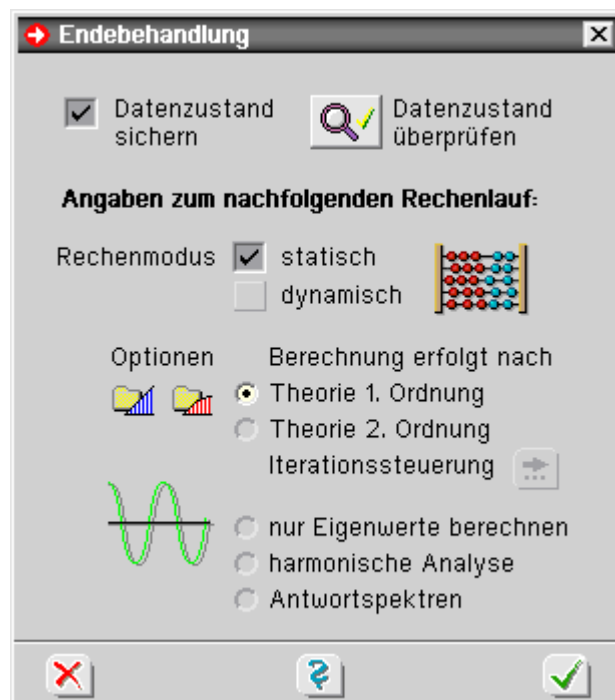 Endebehandlung
Datenzustand
sichern
Datenzustand
überprüfen
Angaben zum nachfolgenden Rechenlauf:
Rechenmodus statisch
dynamisch
Optionen Berechnung erfolgt nach
Theorie 1. Ordnung
Theorie 2. Ordnung
Iterationssteuerung
nur Eigenwerte berechnen
harmonische Analyse
Antwortspektren